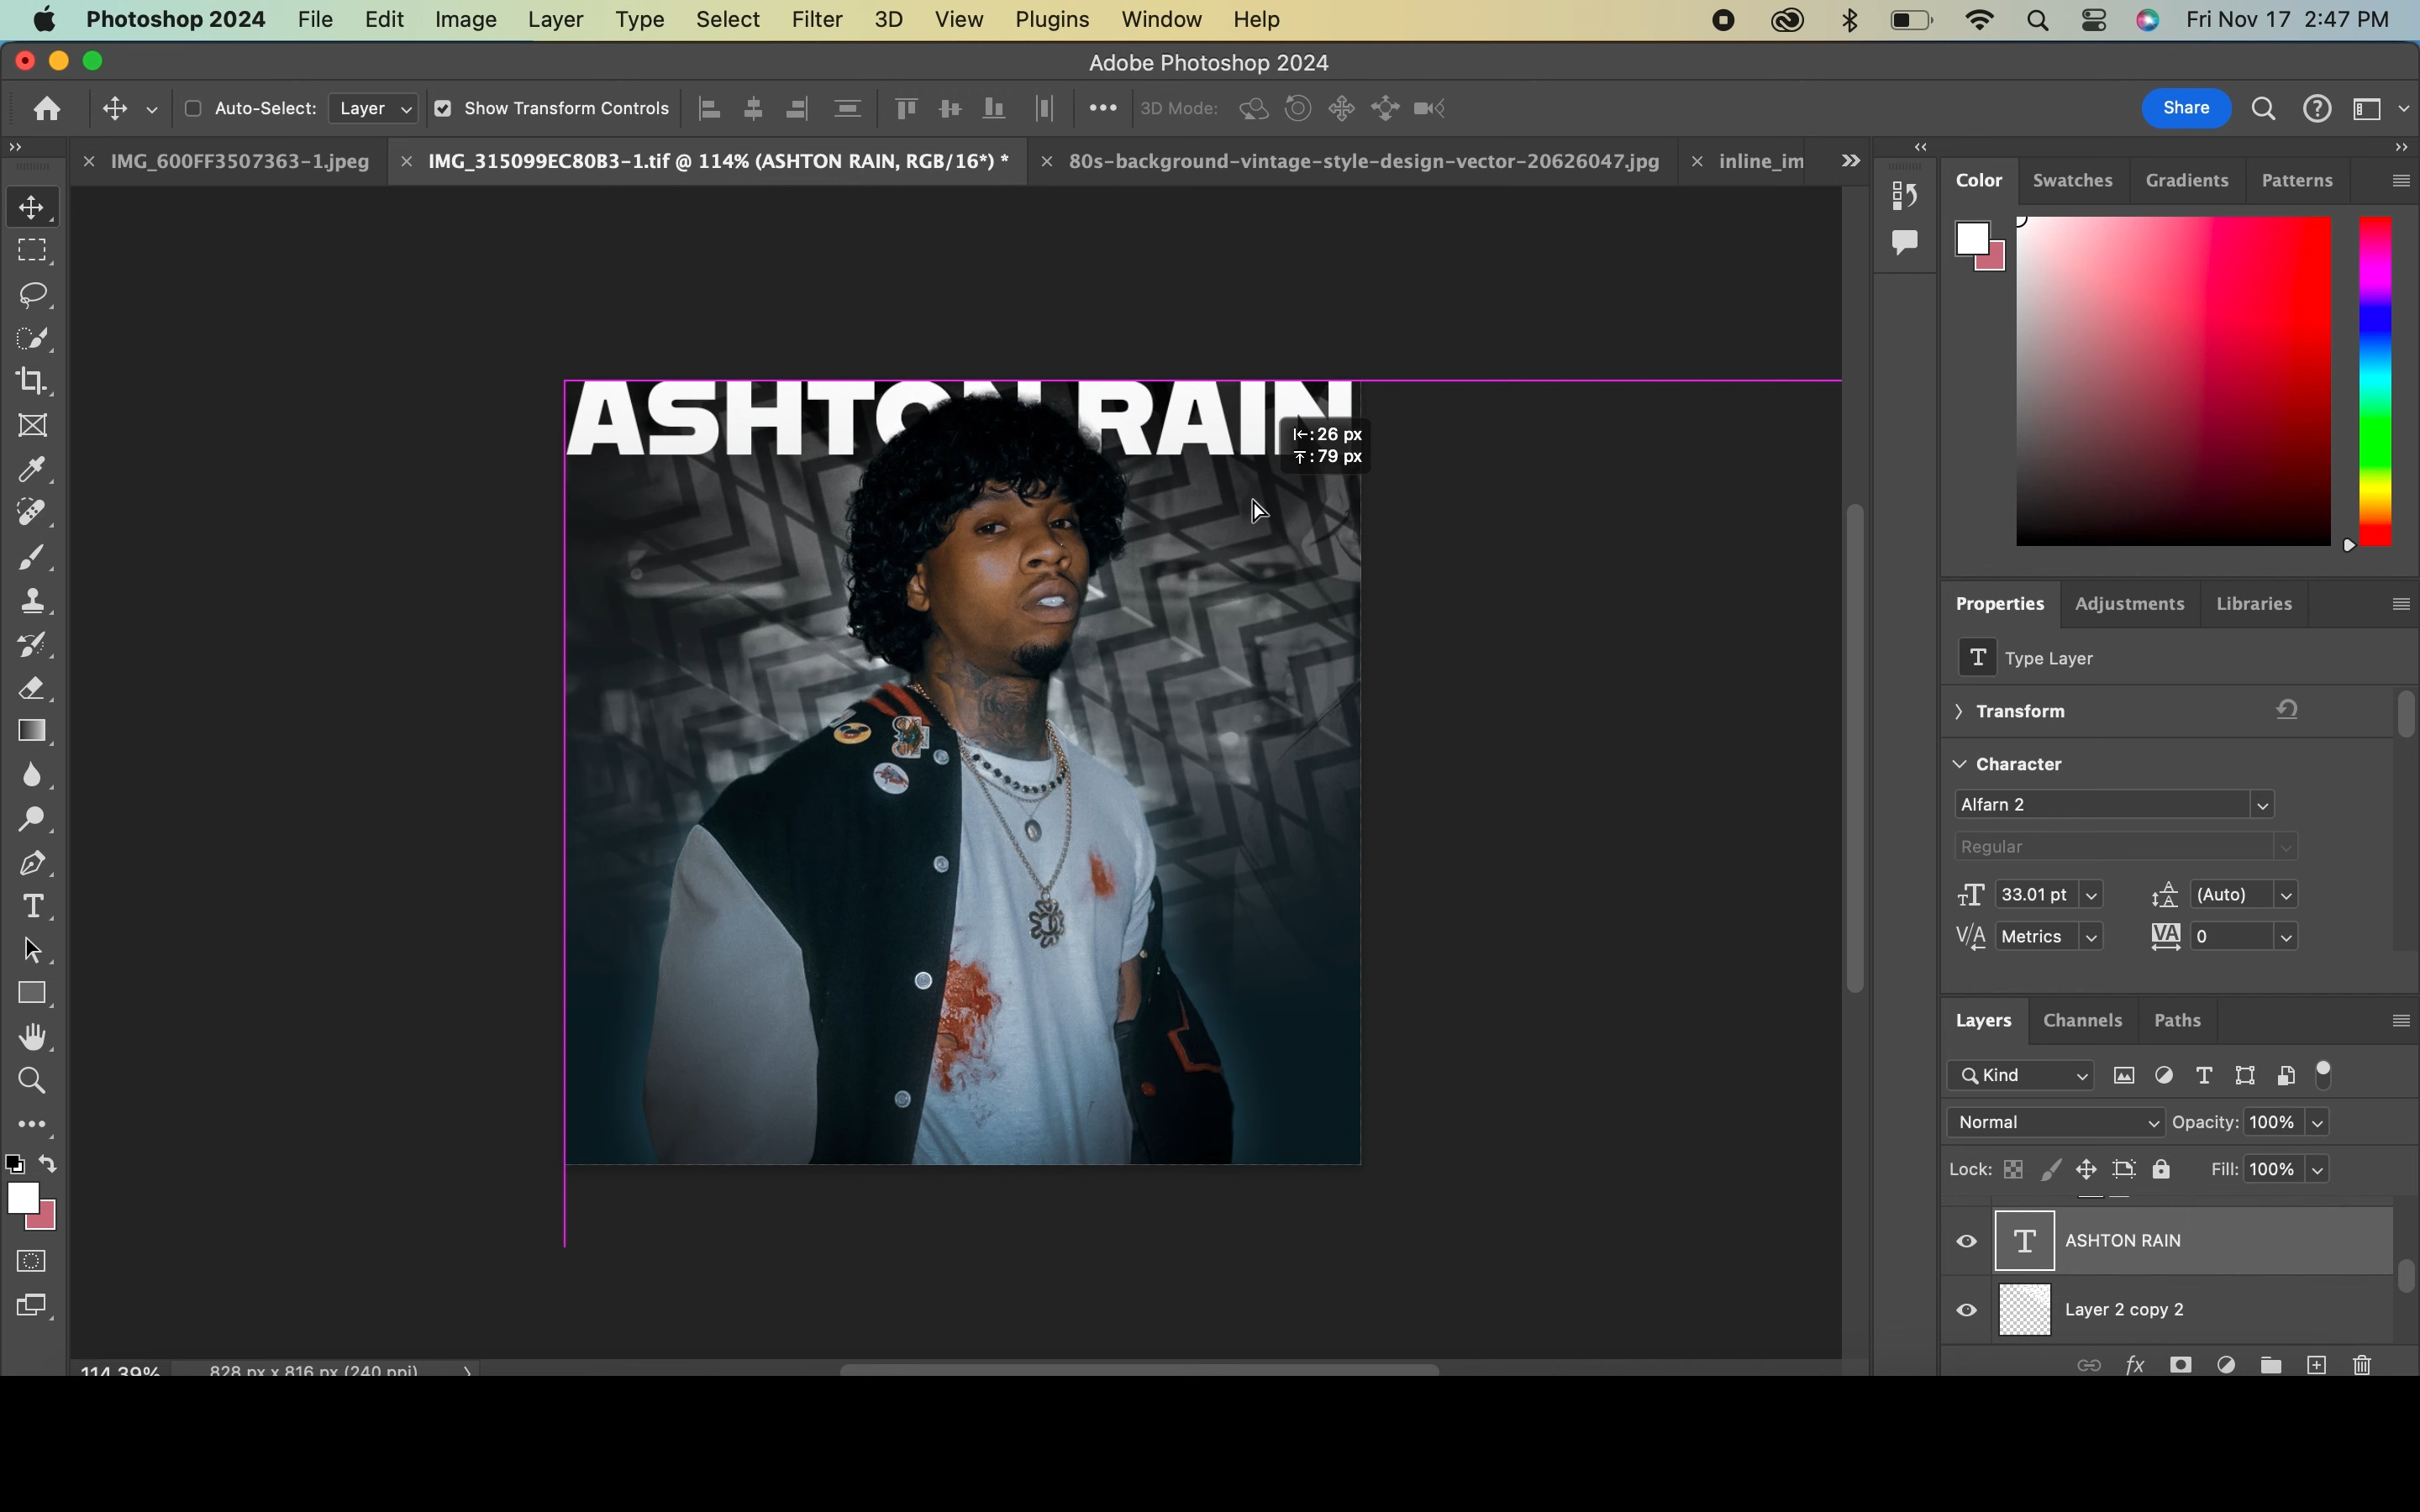 Photoshop 2024 File Edit Image Layer Type Select Filter 3D View Plugins Window Help Fri Nov 17 2:47 PM
Adobe Photoshop 2024
Auto-Select: Layer Show Transform Controls 3D Mode: Share
IMG_600FF3507363-1.jpeg IMG_315099EC80B3-1.tif @ 114% (ASHTON RAIN, RGB/16*) * 80s-background-vintage-style-design-vector-20626047.jpg inline_im
Color Swatches Gradients Patterns
ASHTON RAIN
26 px
79 px
Properties Adjustments Libraries
Type Layer
Transform
Character
Alfarn 2
Regular
33.01 pt (Auto)
Metrics 0
Layers Channels Paths
Kind
Normal Opacity: 100%
Lock: Fill: 100%
ASHTON RAIN
Layer 2 copy 2
114.39% 828 px x 816 px (240 ppi)